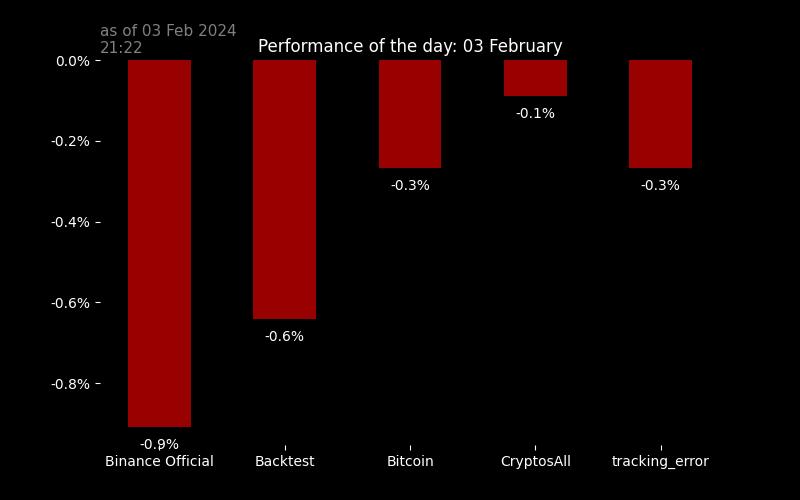 as of 03 Feb 2024
21:22
Performance of the day: 03 February
0.0%
-0.2%
-0.4%
-0.6%
-0.8%
-0.9%
-0.6%
-0.3%
-0.1%
-0.3%
Binance Official
Backtest
Bitcoin
CryptosAll
tracking_error